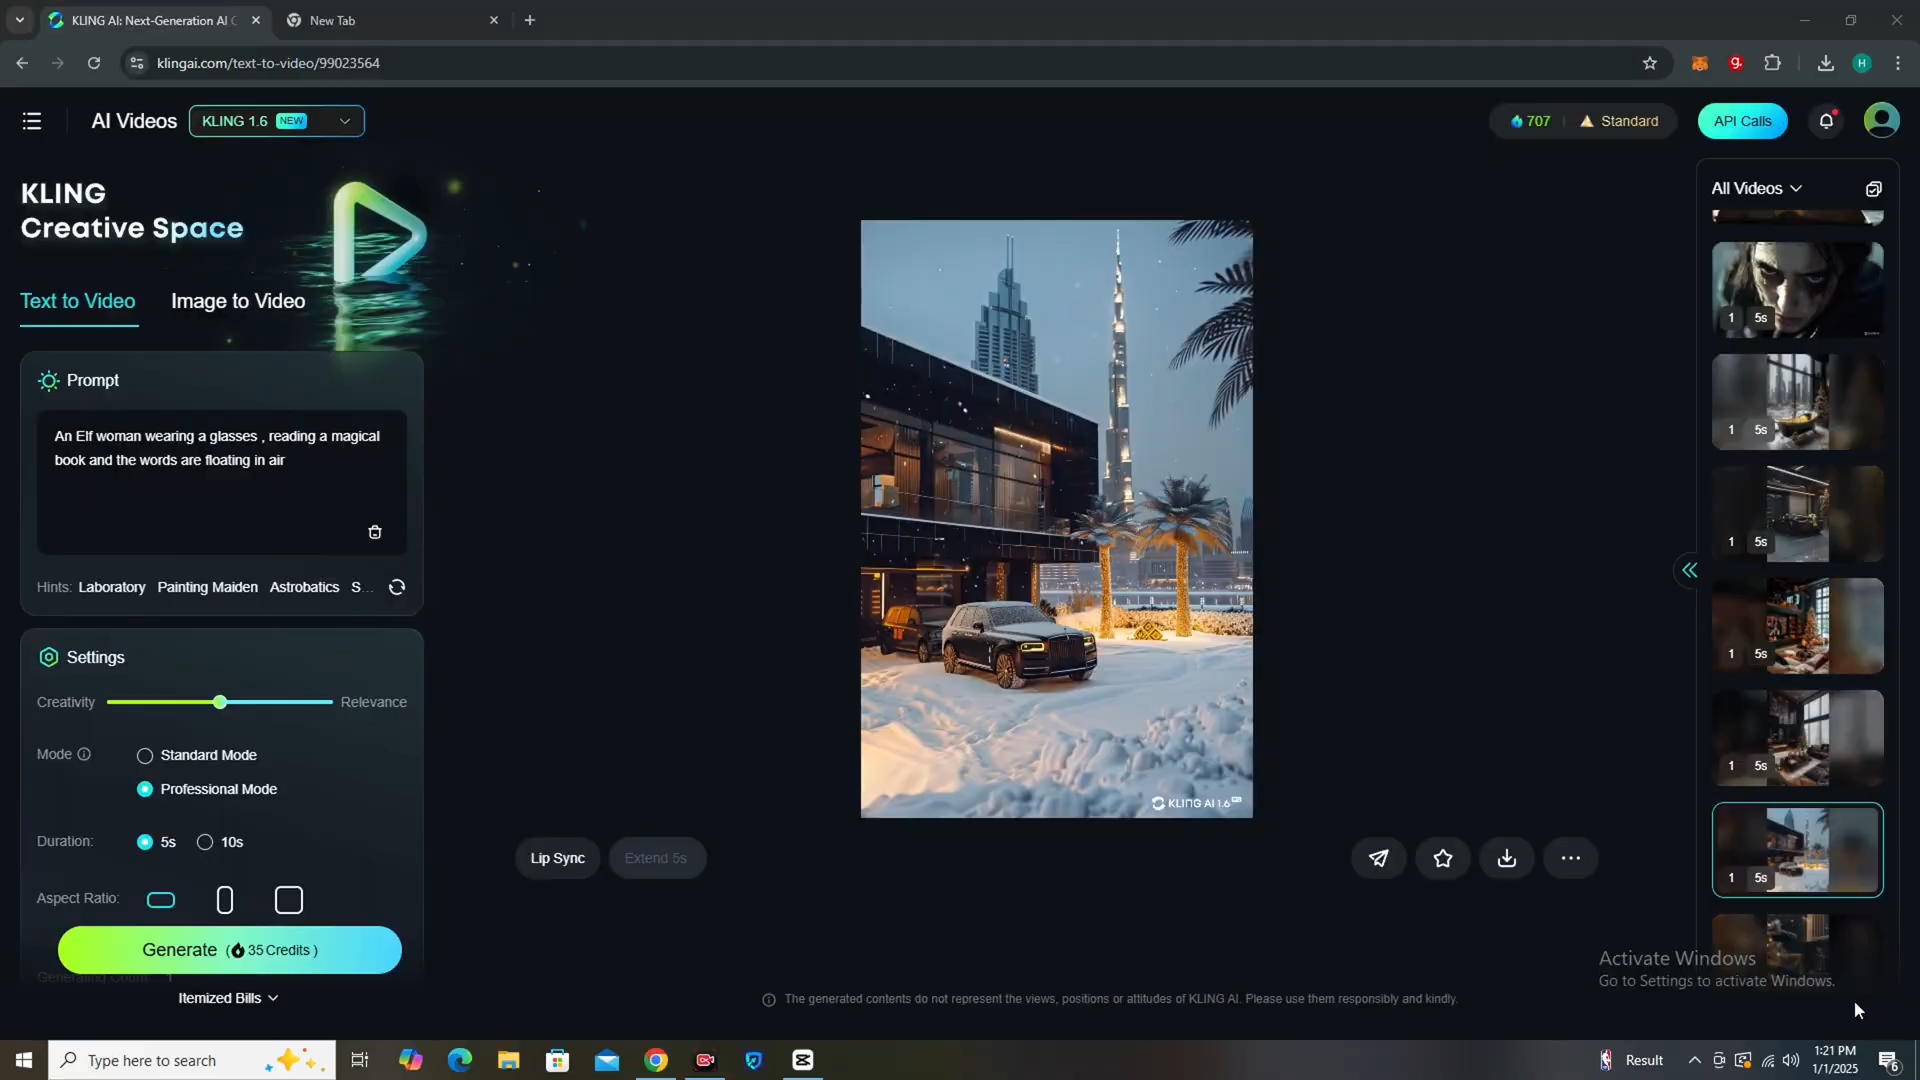 KLING AI: Next-Generation AI C
New Tab
klingai.com/text-to-video/99023564
H
AI Videos
KLING 1.6 NEW
707
Standard
API Calls
KLING
Creative Space
Text to Video
Image to Video
Prompt
An Elf woman wearing a glasses , reading a magical
book and the words are floating in air
Hints: Laboratory Painting Maiden Astrobatics S...
Settings
Creativity
Relevance
Mode
Standard Mode
Professional Mode
Duration:
5s
10s
Aspect Ratio:
Generate ( 35 Credits )
Generating Count: 1
Itemized Bills
KLING AI 1.6
Lip Sync
Extend 5s
The generated contents do not represent the views, positions or attitudes of KLING AI. Please use them responsibly and kindly.
All Videos
1 5s
1 5s
1 5s
1 5s
1 5s
1 5s
Activate Windows
Go to Settings to activate Windows.
Type here to search
Result
1:21 PM
1/1/2025
6